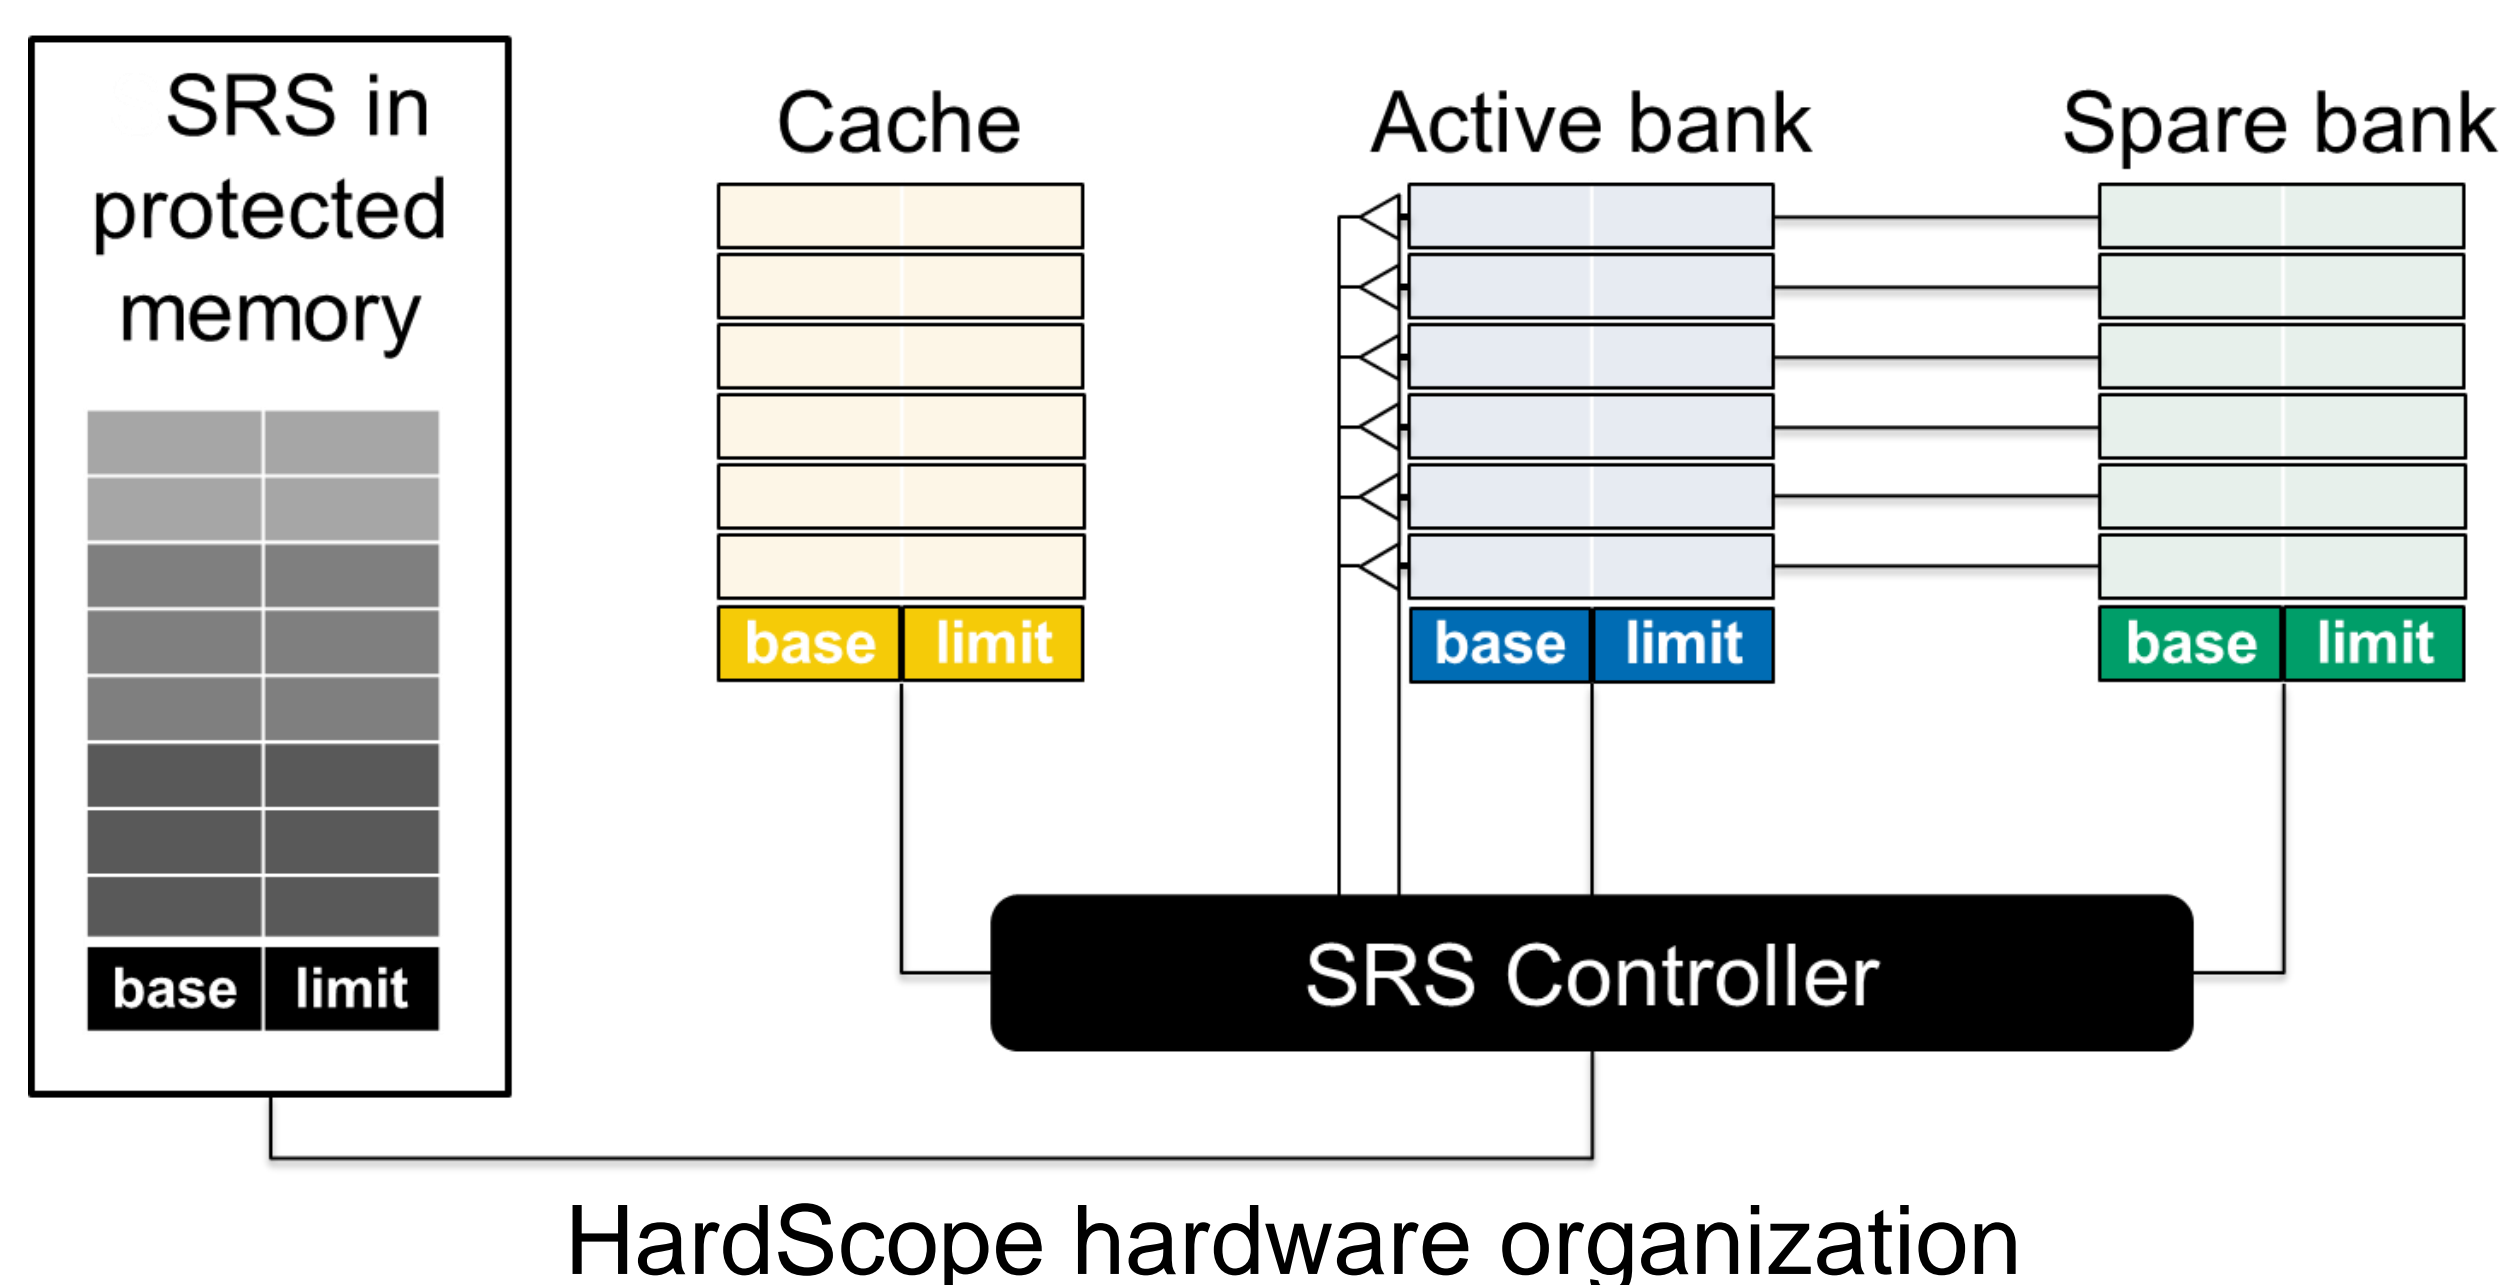 SRS in
protected
memory
base limit
Cache
base limit
Active bank
base limit
Spare bank
base limit
SRS Controller
HardScope hardware organization